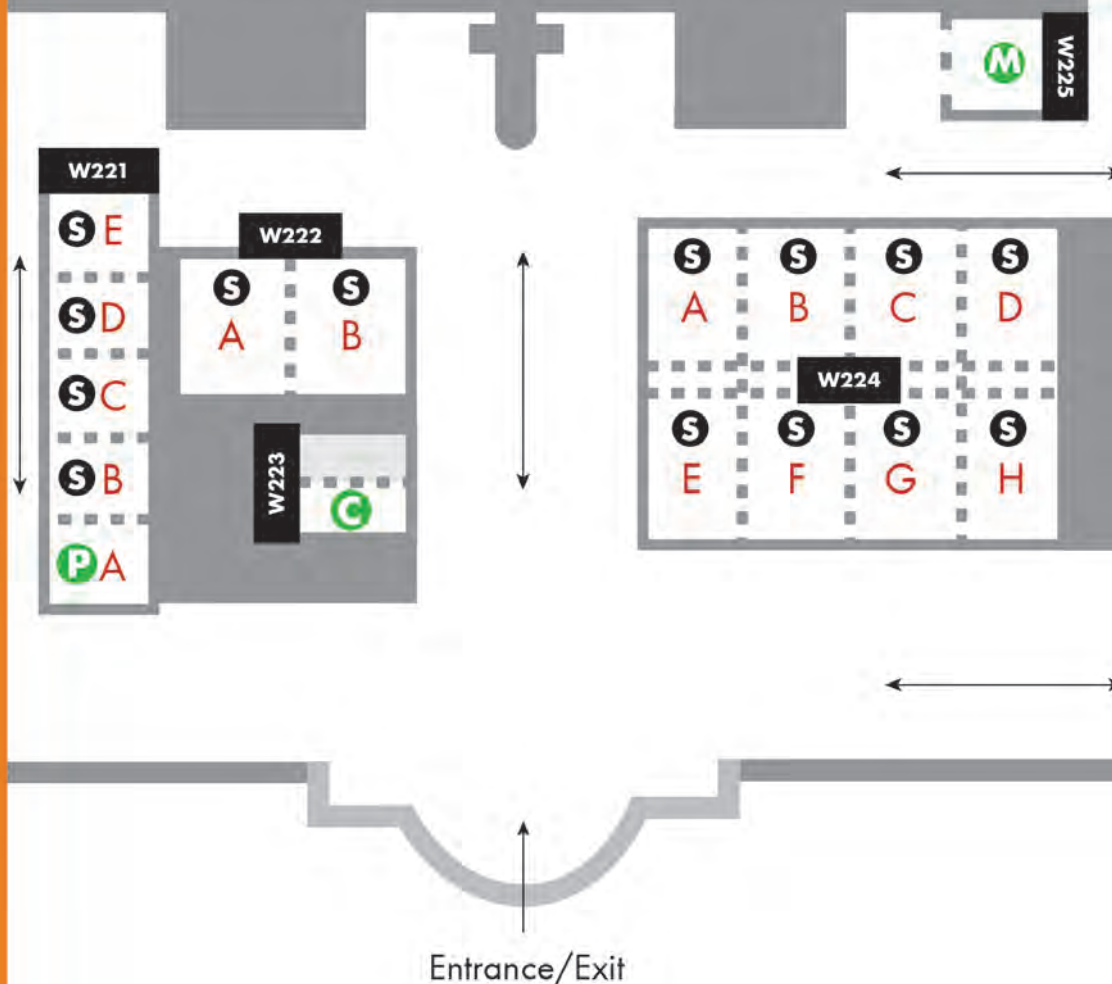 M
W225
W221
S E
S D
S C
S B
P A
W222
S S
A B
W223
C
S S S S
A B C D
W224
S S S S
E F G H
Entrance/Exit